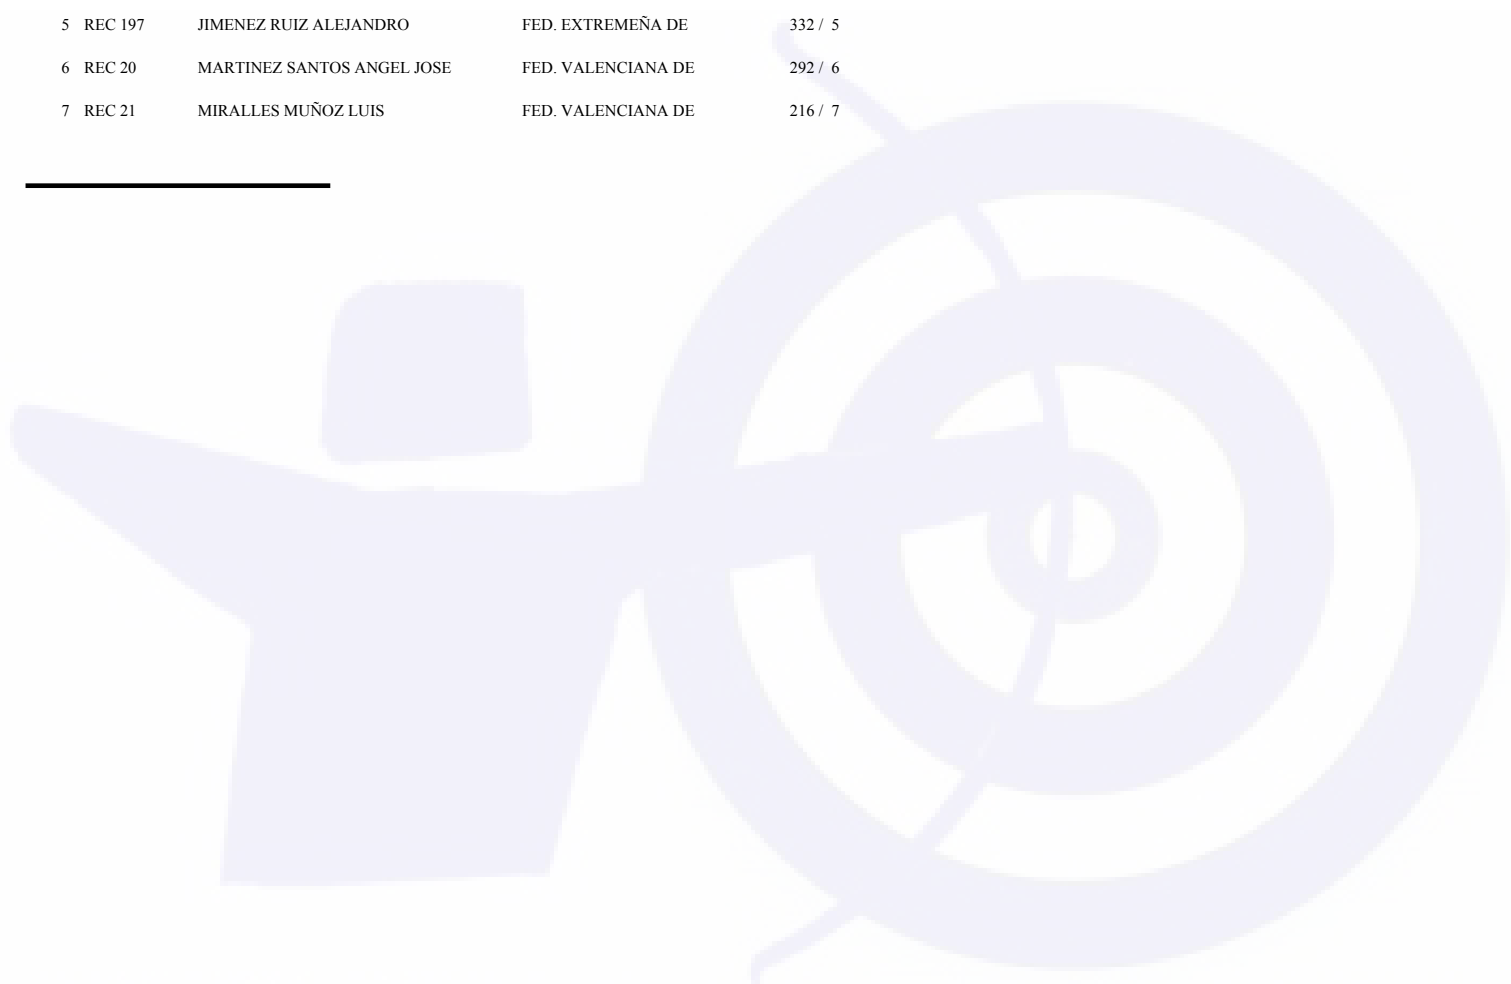 5 REC 197 JIMENEZ RUIZ ALEJANDRO FED. EXTREMEÑA DE 332 / 5
6 REC 20 MARTINEZ SANTOS ANGEL JOSE FED. VALENCIANA DE 292 / 6
7 REC 21 MIRALLES MUÑOZ LUIS FED. VALENCIANA DE 216 / 7